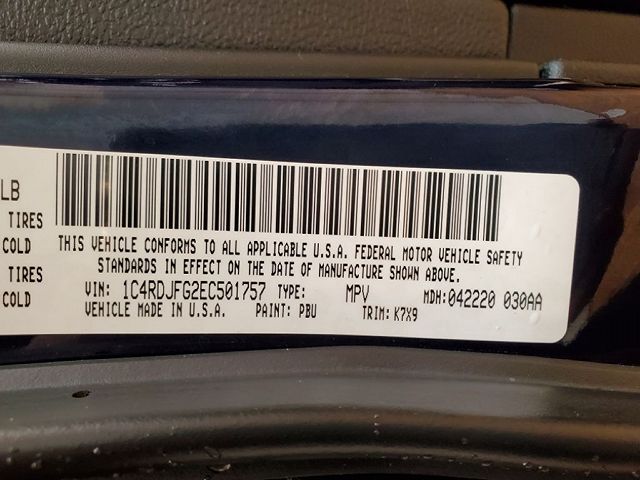 LB
TIRES
COLD
TIRES
COLD
THIS VEHICLE CONFORMS TO ALL APPLICABLE U.S.A. FEDERAL MOTOR VEHICLE SAFETY
STANDARDS IN EFFECT ON THE DATE OF MANUFACTURE SHOWN ABOVE.
VIN: 1C4RDJFG2EC501757 TYPE: MPV MDH: 042220 030AA
VEHICLE MADE IN U.S.A. PAINT: PBU TRIM: K7X9